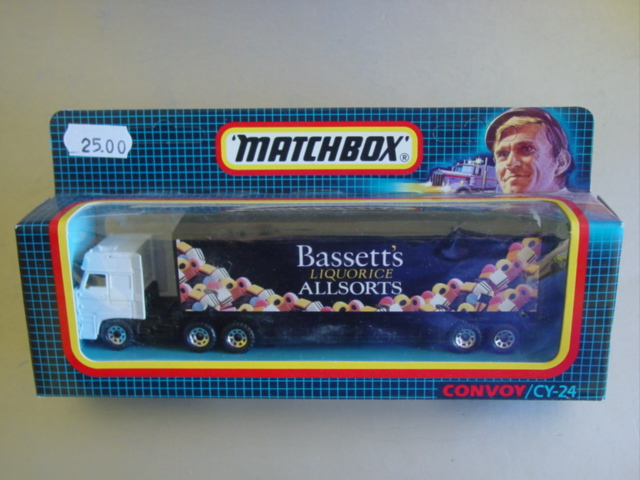 25.00
'MATCHBOX'®
Bassett's
LIQUORICE
ALLSORTS
CONVOY/CY-24